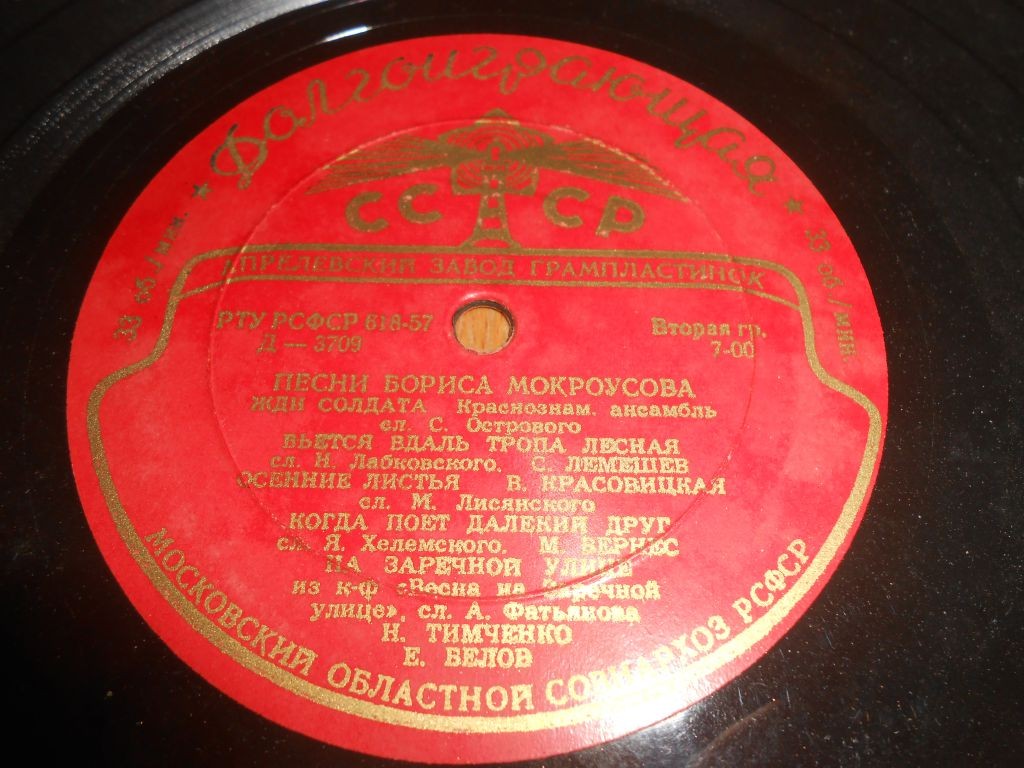 Долгоиграющая
33 об./мин. ★ ★ 33 об/мин
СССР
АПРЕЛЕВСКИЙ ЗАВОД ГРАМПЛАСТИНОК
РТУ РСФСР 618-57 Вторая гр.
Д — 3709 7-00
ПЕСНИ БОРИСА МОКРОУСОВА
ЖДИ СОЛДАТА Краснознам. ансамбль
сл. С. Острового
ВЬЕТСЯ ВДАЛЬ ТРОПА ЛЕСНАЯ
сл. Н. Лабковского. С. ЛЕМЕШЕВ
ОСЕННИЕ ЛИСТЬЯ В. КРАСОВИЦКАЯ
сл. М. Лисянского
КОГДА ПОЕТ ДАЛЕКИЙ ДРУГ
сл. Я. Хелемского. М. БЕРНЕС
НА ЗАРЕЧНОЙ УЛИЦЕ
из к-ф «Весна на Заречной
улице», сл. А. Фатьянова
Н. ТИМЧЕНКО
Е. БЕЛОВ
МОСКОВСКИЙ ОБЛАСТНОЙ СОВНАРХОЗ РСФСР